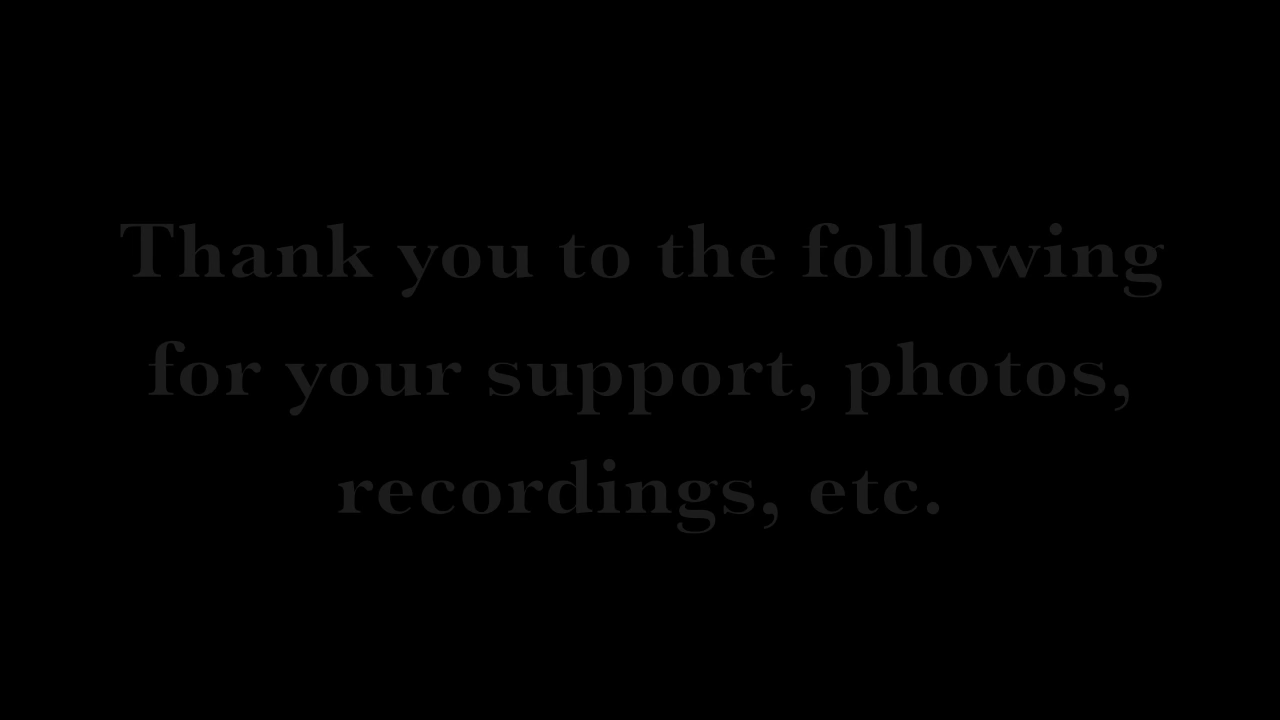 Thank you to the following
for your support, photos,
recordings, etc.